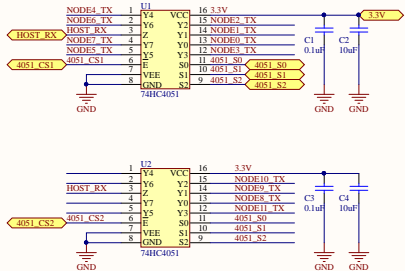 U1
NODE4_TX 1 Y4 VCC 16 3.3V 3.3V
NODE6_TX 2 Y6 Y2 15 NODE2_TX
HOST_RX HOST_RX 3 Z Y1 14 NODE1_TX C1 C2
NODE7_TX 4 Y7 Y0 13 NODE0_TX 0.1uF 10uF
NODE5_TX 5 Y5 Y3 12 NODE3_TX
4051_CS1 4051_CS1 6 E S0 11 4051_S0 4051_S0
7 VEE S1 10 4051_S1 4051_S1
8 GND S2 9 4051_S2 4051_S2
74HC4051
GND GND GND
U2
1 Y4 VCC 16 3.3V
2 Y6 Y2 15 NODE10_TX
HOST_RX 3 Z Y1 14 NODE9_TX C3 C4
4 Y7 Y0 13 NODE8_TX 0.1uF 10uF
5 Y5 Y3 12 NODE11_TX
4051_CS2 4051_CS2 6 E S0 11 4051_S0
7 VEE S1 10 4051_S1
8 GND S2 9 4051_S2
74HC4051
GND GND GND